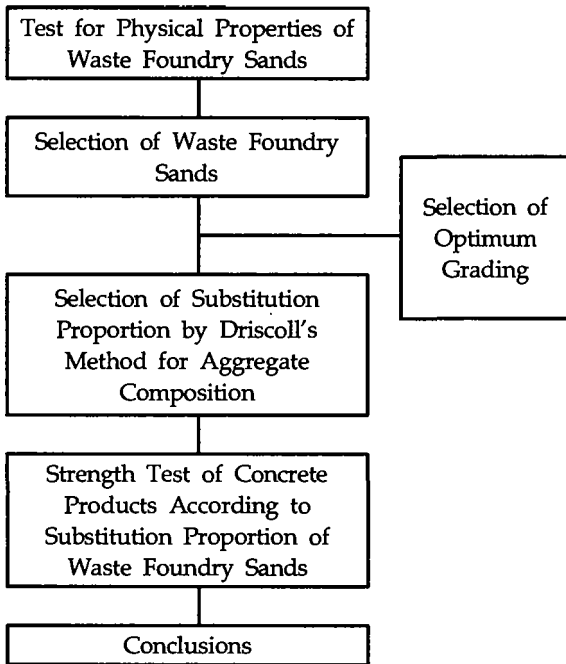 Test for Physical Properties of
Waste Foundry Sands
Selection of Waste Foundry
Sands
Selection of
Optimum
Grading
Selection of Substitution
Proportion by Driscoll's
Method for Aggregate
Composition
Strength Test of Concrete
Products According to
Substitution Proportion of
Waste Foundry Sands
Conclusions